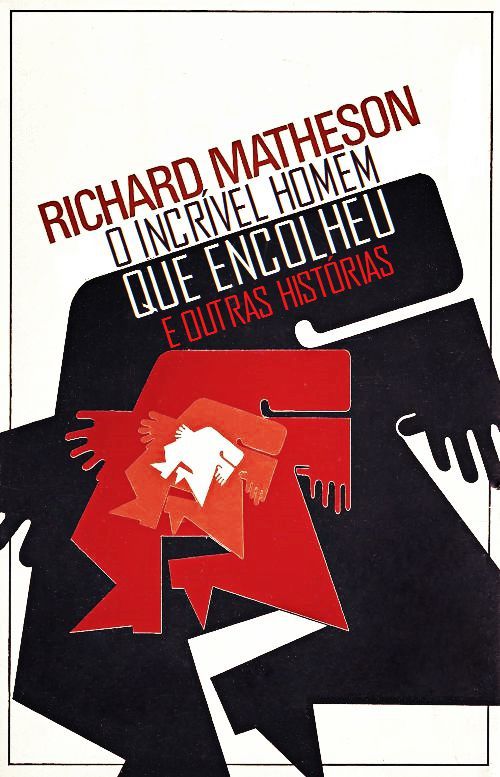 RICHARD MATHESON
O INCRÍVEL HOMEM
QUE ENCOLHEU
E OUTRAS HISTÓRIAS